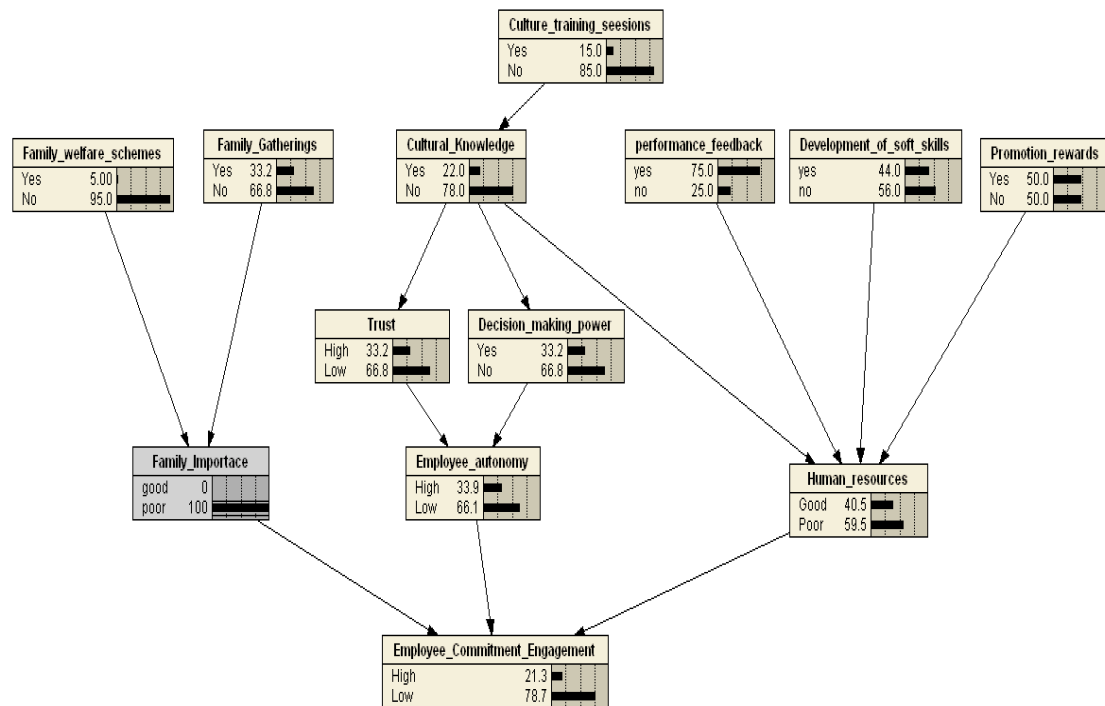 Culture_training_seesions
Yes 15.0
No 85.0
Family_welfare_schemes
Yes 5.00
No 95.0
Family_Gatherings
Yes 33.2
No 66.8
Cultural_Knowledge
Yes 22.0
No 78.0
performance_feedback
yes 75.0
no 25.0
Development_of_soft_skills
yes 44.0
no 56.0
Promotion_rewards
Yes 50.0
No 50.0
Trust
High 33.2
Low 66.8
Decision_making_power
Yes 33.2
No 66.8
Family_Importace
good 0
poor 100
Employee_autonomy
High 33.9
Low 66.1
Human_resources
Good 40.5
Poor 59.5
Employee_Commitment_Engagement
High 21.3
Low 78.7